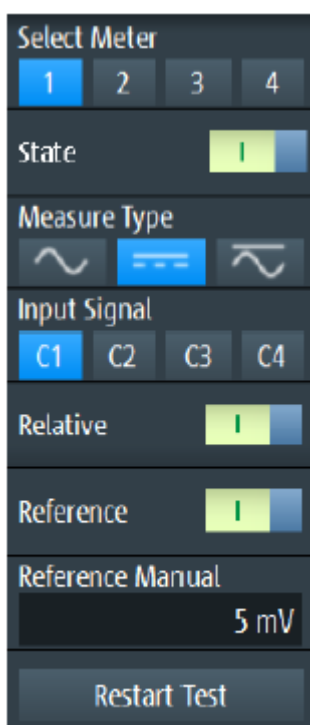 Select Meter
1 2 3 4
State
Measure Type
Input Signal
C1 C2 C3 C4
Relative
Reference
Reference Manual
5 mV
Restart Test